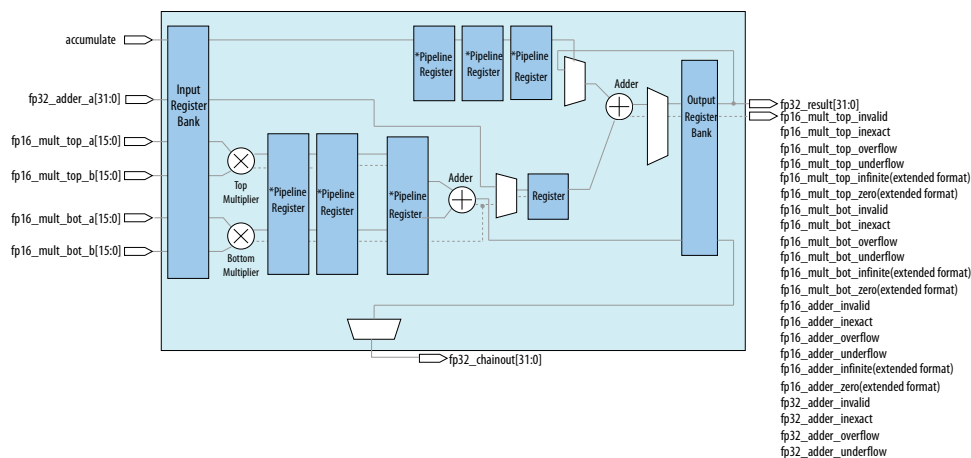 accumulate
fp32_adder_a[31:0]
fp16_mult_top_a[15:0]
fp16_mult_top_b[15:0]
fp16_mult_bot_a[15:0]
fp16_mult_bot_b[15:0]
Input
Register
Bank
Top
Multiplier
Bottom
Multiplier
*Pipeline
Register
*Pipeline
Register
*Pipeline
Register
*Pipeline
Register
*Pipeline
Register
*Pipeline
Register
Adder
Register
Adder
Output
Register
Bank
fp32_chainout[31:0]
fp32_result[31:0]
fp16_mult_top_invalid
fp16_mult_top_inexact
fp16_mult_top_overflow
fp16_mult_top_underflow
fp16_mult_top_infinite(extended format)
fp16_mult_top_zero(extended format)
fp16_mult_bot_invalid
fp16_mult_bot_inexact
fp16_mult_bot_overflow
fp16_mult_bot_underflow
fp16_mult_bot_infinite(extended format)
fp16_mult_bot_zero(extended format)
fp16_adder_invalid
fp16_adder_inexact
fp16_adder_overflow
fp16_adder_underflow
fp16_adder_infinite(extended format)
fp16_adder_zero(extended format)
fp32_adder_invalid
fp32_adder_inexact
fp32_adder_overflow
fp32_adder_underflow